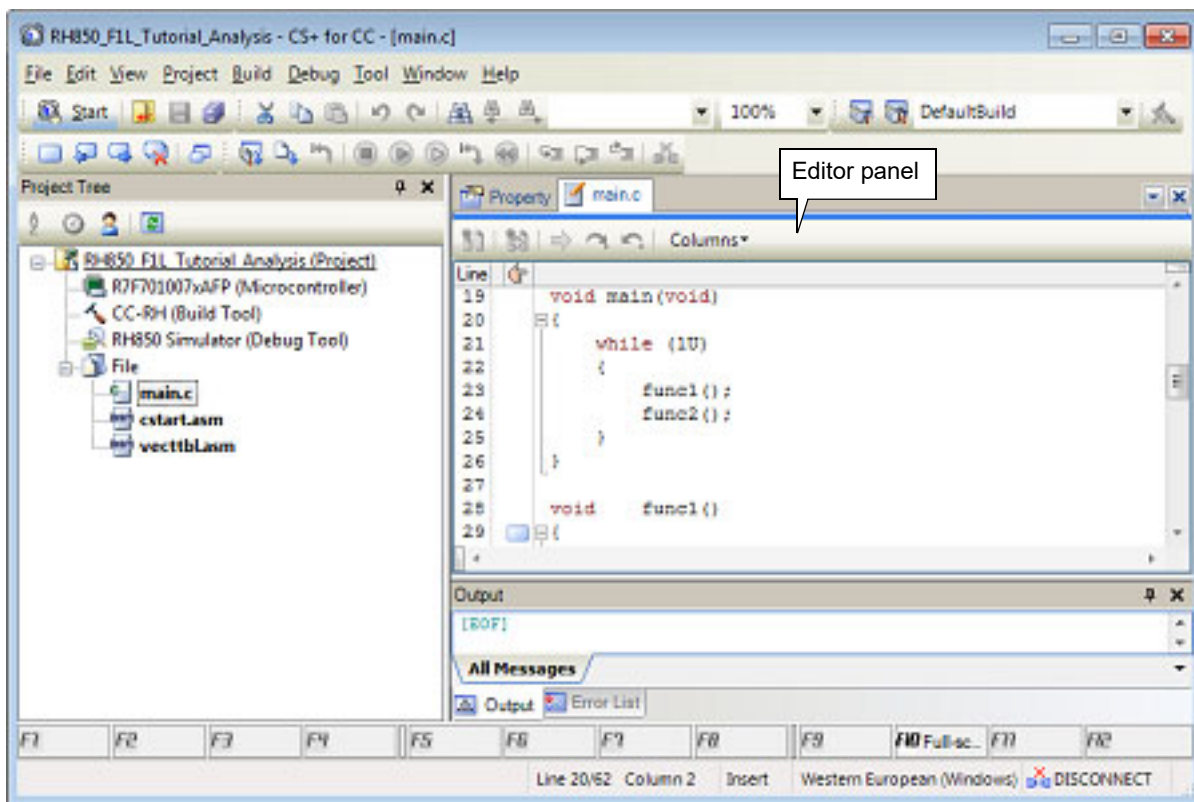 RH850_F1L_Tutorial_Analysis - CS+ for CC - [main.c]
File Edit View Project Build Debug Tool Window Help
Start 100% DefaultBuild
Editor panel
Project Tree
Property main.c
Columns
RH850_F1L_Tutorial_Analysis (Project)
R7F701007xAFP (Microcontroller)
CC-RH (Build Tool)
RH850 Simulator (Debug Tool)
File
main.c
cstart.asm
vecttbl.asm
Line
19 void main(void)
20 {
21 while (1U)
22 {
23 func1();
24 func2();
25 }
26 }
27
28 void func1()
29 {
Output
[EOF]
All Messages
Output Error List
F1 F2 F3 F4 F5 F6 F7 F8 F9 F10 Full-sc... F11 F12
Line 20/62 Column 2 Insert Western European (Windows) DISCONNECT